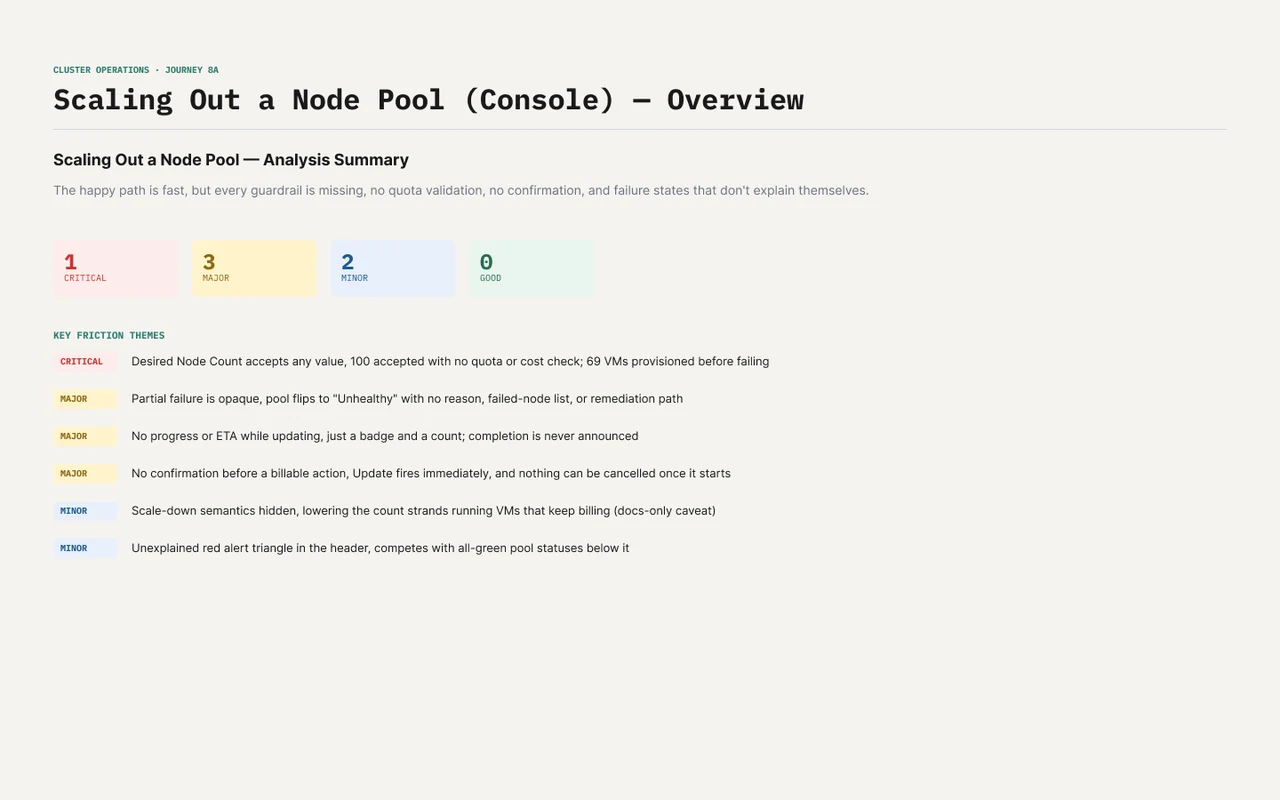 CLUSTER OPERATIONS · JOURNEY 8A
Scaling Out a Node Pool (Console) — Overview
Scaling Out a Node Pool — Analysis Summary
The happy path is fast, but every guardrail is missing, no quota validation, no confirmation, and failure states that don't explain themselves.
1
CRITICAL
3
MAJOR
2
MINOR
0
GOOD
KEY FRICTION THEMES
CRITICAL Desired Node Count accepts any value, 100 accepted with no quota or cost check; 69 VMs provisioned before failing
MAJOR Partial failure is opaque, pool flips to "Unhealthy" with no reason, failed-node list, or remediation path
MAJOR No progress or ETA while updating, just a badge and a count; completion is never announced
MAJOR No confirmation before a billable action, Update fires immediately, and nothing can be cancelled once it starts
MINOR Scale-down semantics hidden, lowering the count strands running VMs that keep billing (docs-only caveat)
MINOR Unexplained red alert triangle in the header, competes with all-green pool statuses below it